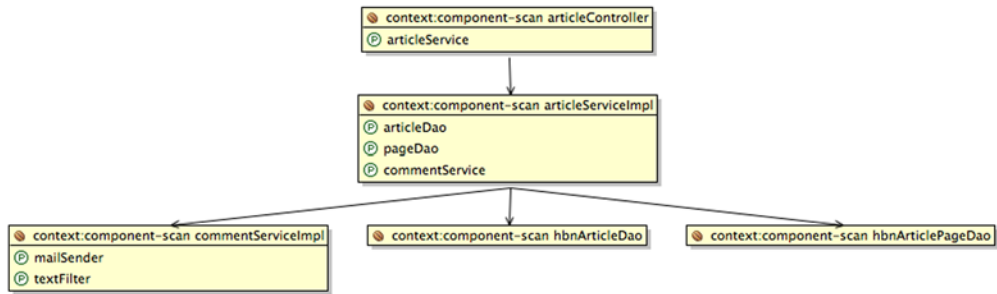 context:component-scan articleController
P articleService
context:component-scan articleServiceImpl
P articleDao
P pageDao
P commentService
context:component-scan commentServiceImpl
P mailSender
P textFilter
context:component-scan hbnArticleDao
context:component-scan hbnArticlePageDao